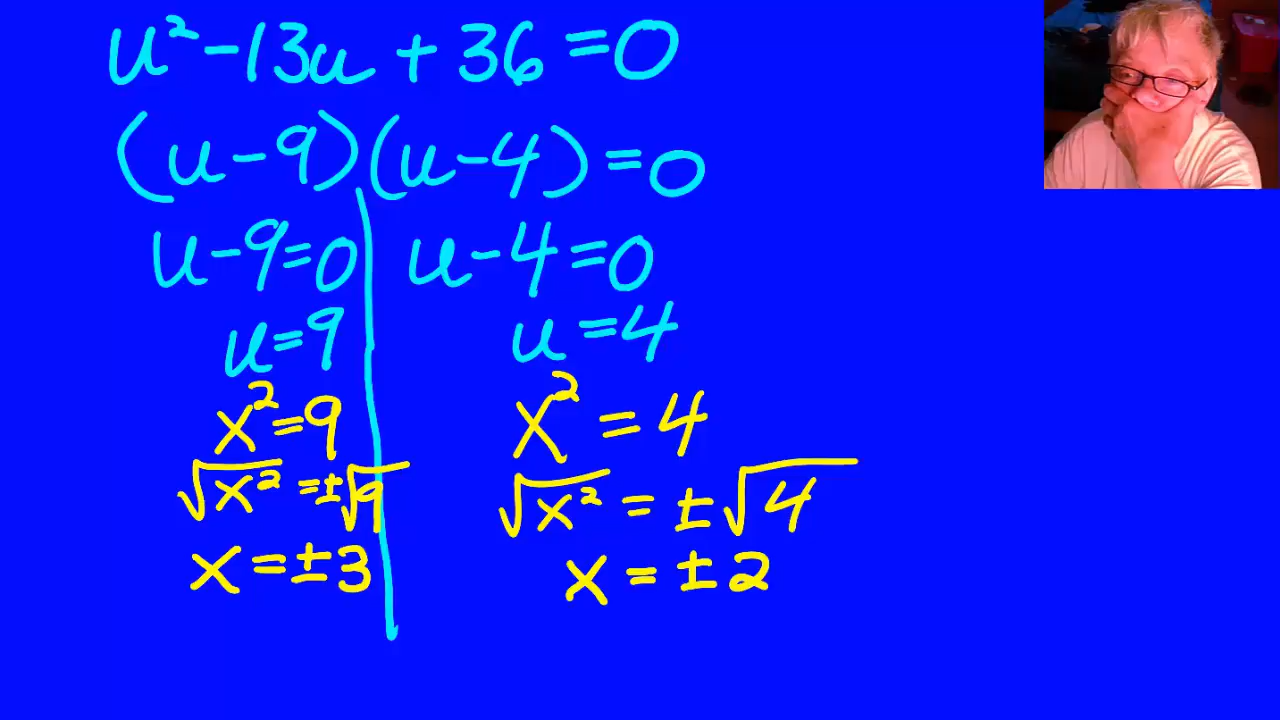 u²-13u+36=0
(u-9)(u-4)=0
u-9=0 u-4=0
u=9 u=4
x²=9 x²=4
√x²=±√9 √x²=±√4
x=±3 x=±2